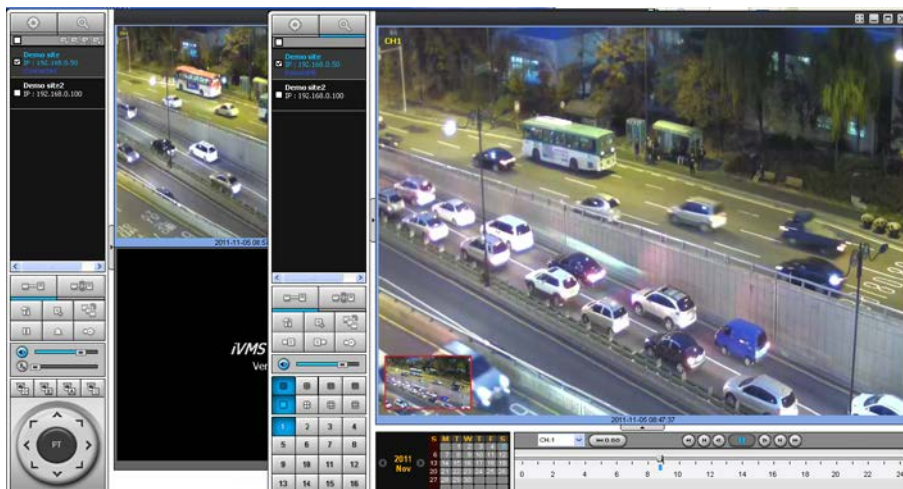 Demo site
IP : 192.168.0.50
Connected
Demo site2
IP : 192.168.0.100
2011-11-05 08:5
iVMS
Ver
PT
Demo site
IP : 192.168.0.50
Connected
Demo site2
IP : 192.168.0.100
1 2 3 4
5 6 7 8
9 10 11 12
13 14 15 16
CH1
2011-11-05 08:47:37
2011
Nov
S M T W T F S
CH.1
0 2 4 6 8 10 12 14 16 18 20 22 24